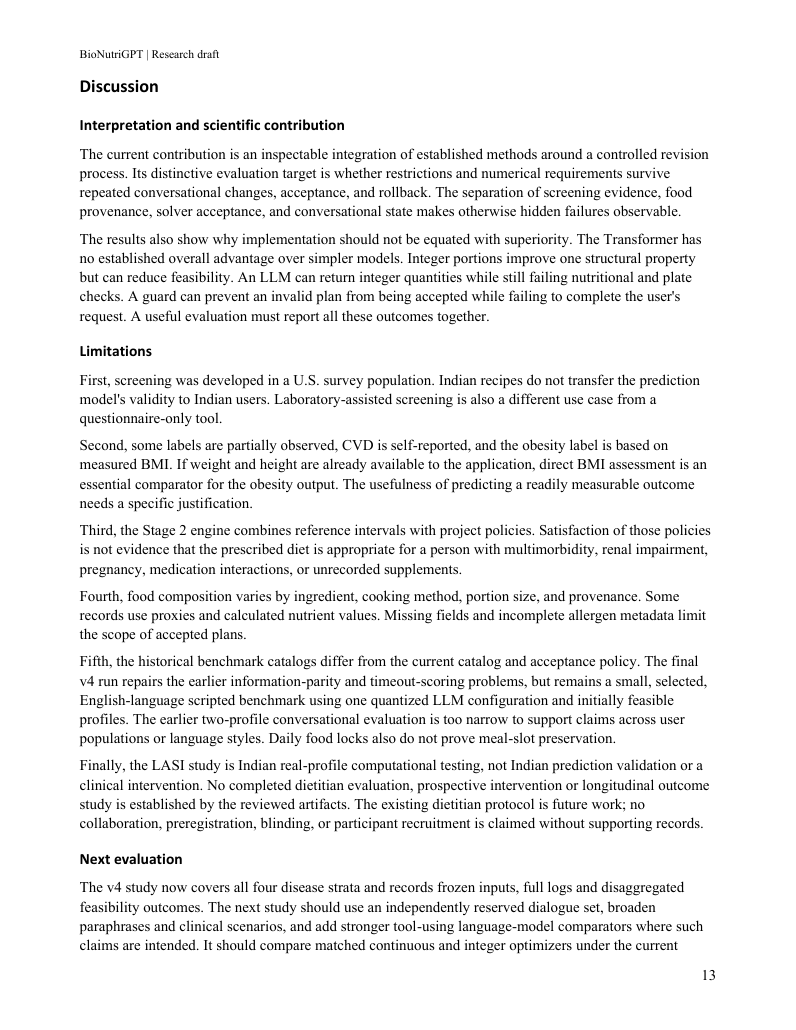 BioNutriGPT | Research draft
Discussion
Interpretation and scientific contribution
The current contribution is an inspectable integration of established methods around a controlled revision
process. Its distinctive evaluation target is whether restrictions and numerical requirements survive
repeated conversational changes, acceptance, and rollback. The separation of screening evidence, food
provenance, solver acceptance, and conversational state makes otherwise hidden failures observable.
The results also show why implementation should not be equated with superiority. The Transformer has
no established overall advantage over simpler models. Integer portions improve one structural property
but can reduce feasibility. An LLM can return integer quantities while still failing nutritional and plate
checks. A guard can prevent an invalid plan from being accepted while failing to complete the user's
request. A useful evaluation must report all these outcomes together.
Limitations
First, screening was developed in a U.S. survey population. Indian recipes do not transfer the prediction
model's validity to Indian users. Laboratory-assisted screening is also a different use case from a
questionnaire-only tool.
Second, some labels are partially observed, CVD is self-reported, and the obesity label is based on
measured BMI. If weight and height are already available to the application, direct BMI assessment is an
essential comparator for the obesity output. The usefulness of predicting a readily measurable outcome
needs a specific justification.
Third, the Stage 2 engine combines reference intervals with project policies. Satisfaction of those policies
is not evidence that the prescribed diet is appropriate for a person with multimorbidity, renal impairment,
pregnancy, medication interactions, or unrecorded supplements.
Fourth, food composition varies by ingredient, cooking method, portion size, and provenance. Some
records use proxies and calculated nutrient values. Missing fields and incomplete allergen metadata limit
the scope of accepted plans.
Fifth, the historical benchmark catalogs differ from the current catalog and acceptance policy. The final
v4 run repairs the earlier information-parity and timeout-scoring problems, but remains a small, selected,
English-language scripted benchmark using one quantized LLM configuration and initially feasible
profiles. The earlier two-profile conversational evaluation is too narrow to support claims across user
populations or language styles. Daily food locks also do not prove meal-slot preservation.
Finally, the LASI study is Indian real-profile computational testing, not Indian prediction validation or a
clinical intervention. No completed dietitian evaluation, prospective intervention or longitudinal outcome
study is established by the reviewed artifacts. The existing dietitian protocol is future work; no
collaboration, preregistration, blinding, or participant recruitment is claimed without supporting records.
Next evaluation
The v4 study now covers all four disease strata and records frozen inputs, full logs and disaggregated
feasibility outcomes. The next study should use an independently reserved dialogue set, broaden
paraphrases and clinical scenarios, and add stronger tool-using language-model comparators where such
claims are intended. It should compare matched continuous and integer optimizers under the current
13